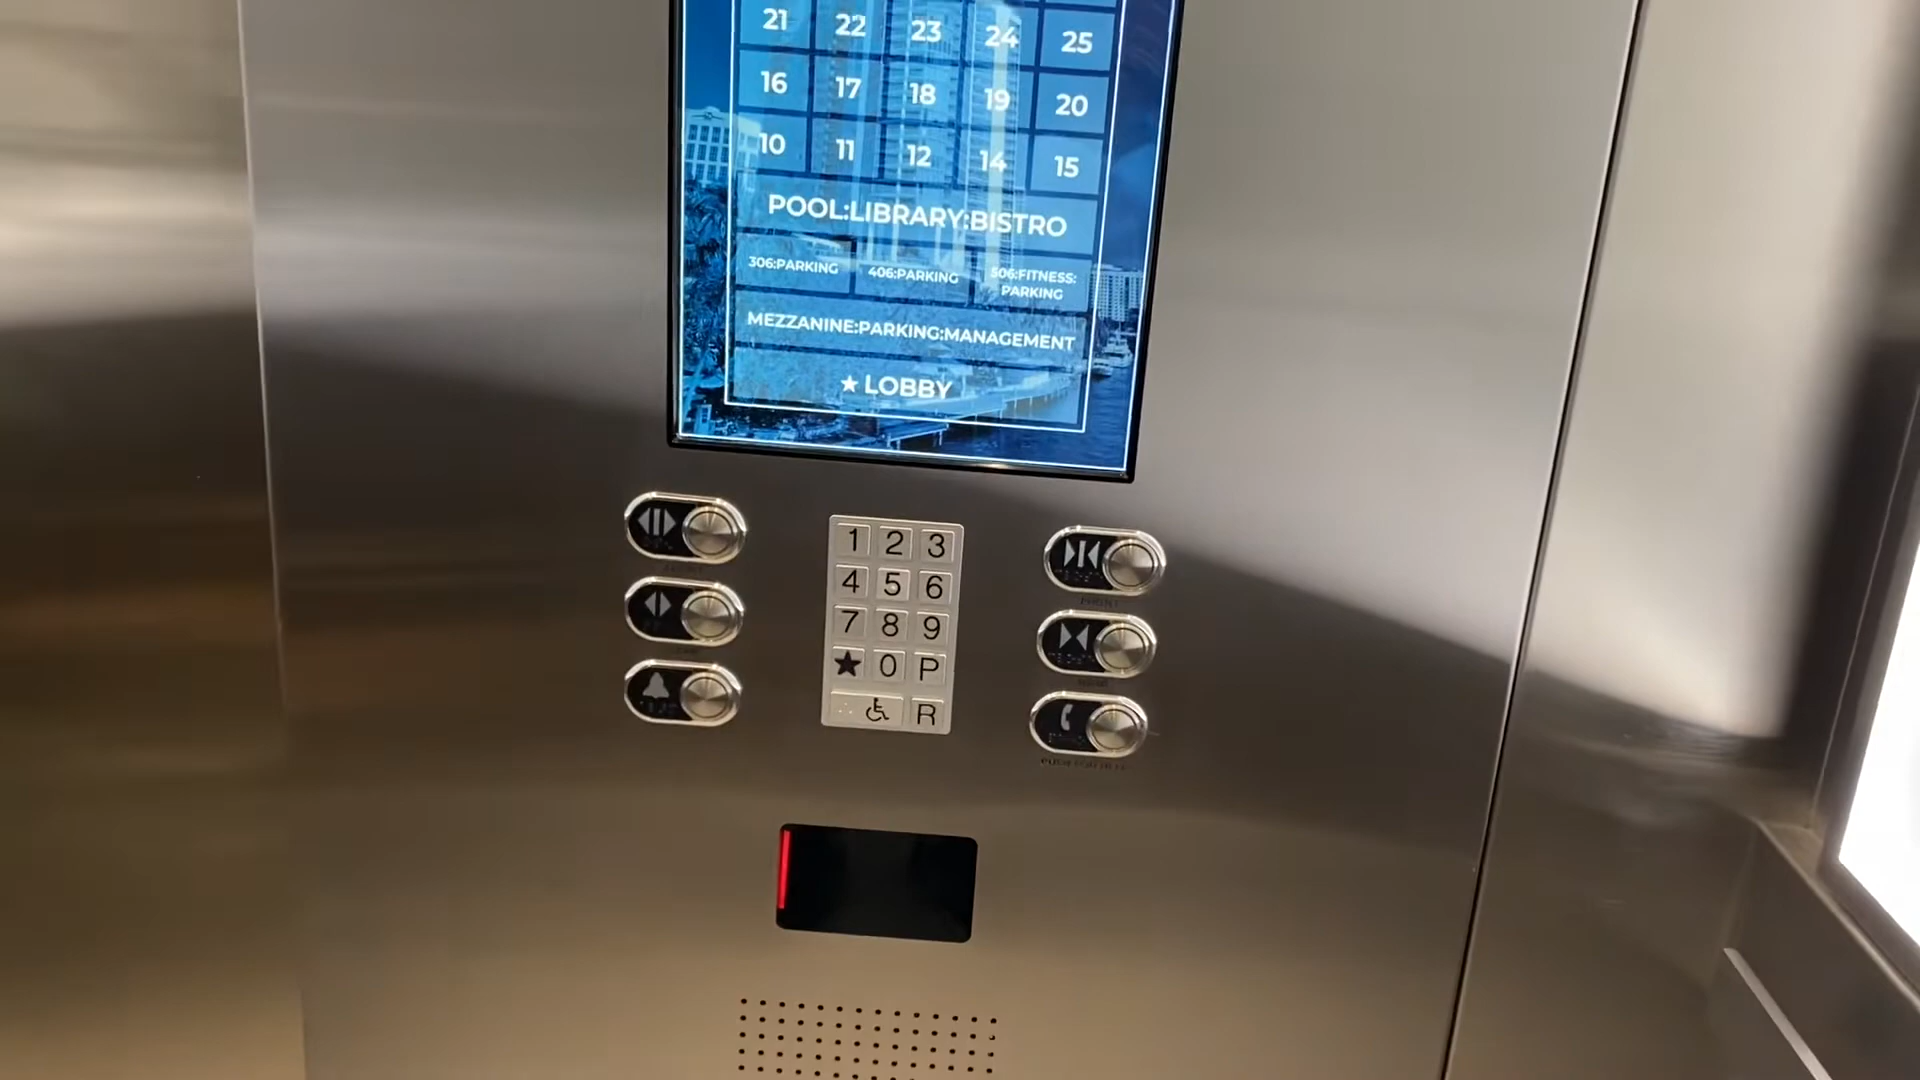 21 22 23 24 25
16 17 18 19 20
10 11 12 14 15
POOL:LIBRARY:BISTRO
306:PARKING 406:PARKING 506:FITNESS:
PARKING
MEZZANINE:PARKING:MANAGEMENT
★ LOBBY
1 2 3
4 5 6
7 8 9
★ 0 P
R
FRONT